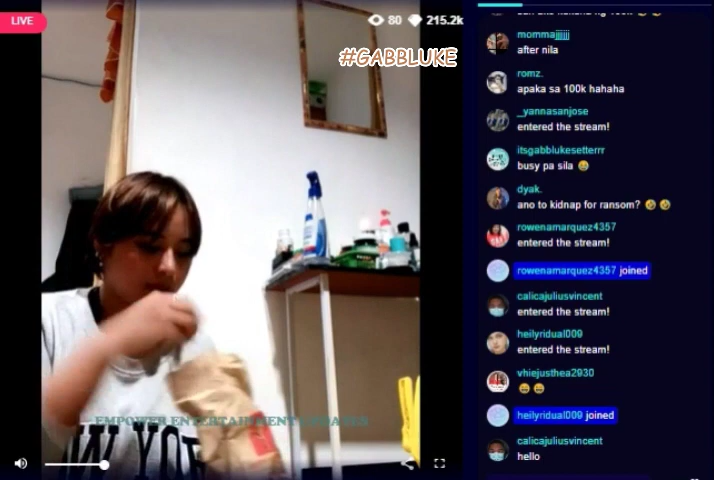 LIVE
80 215.2k
#GABBLUKE
EMPOWER ENTERTAINMENT
mommajjjjjj
after nila
romz.
apaka sa 100k hahaha
_yannasanjose
entered the stream!
itsgabblukesetterrr
busy pa sila
dyak.
ano to kidnap for ransom?
rowenamarquez4357
entered the stream!
rowenamarquez4357 joined
calicajuliusvincent
entered the stream!
heilyridual009
entered the stream!
vhiejusthea2930
heilyridual009 joined
calicajuliusvincent
hello